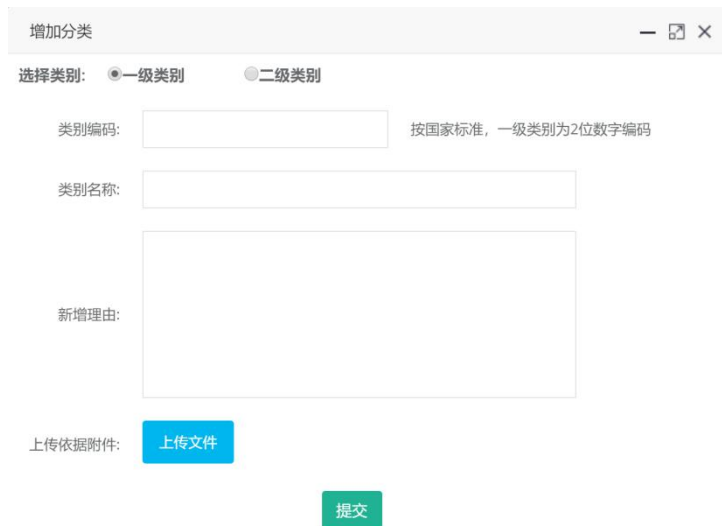 增加分类
选择类别: 一级类别 二级类别
类别编码: 按国家标准，一级类别为2位数字编码
类别名称:
新增理由:
上传依据附件: 上传文件
提交